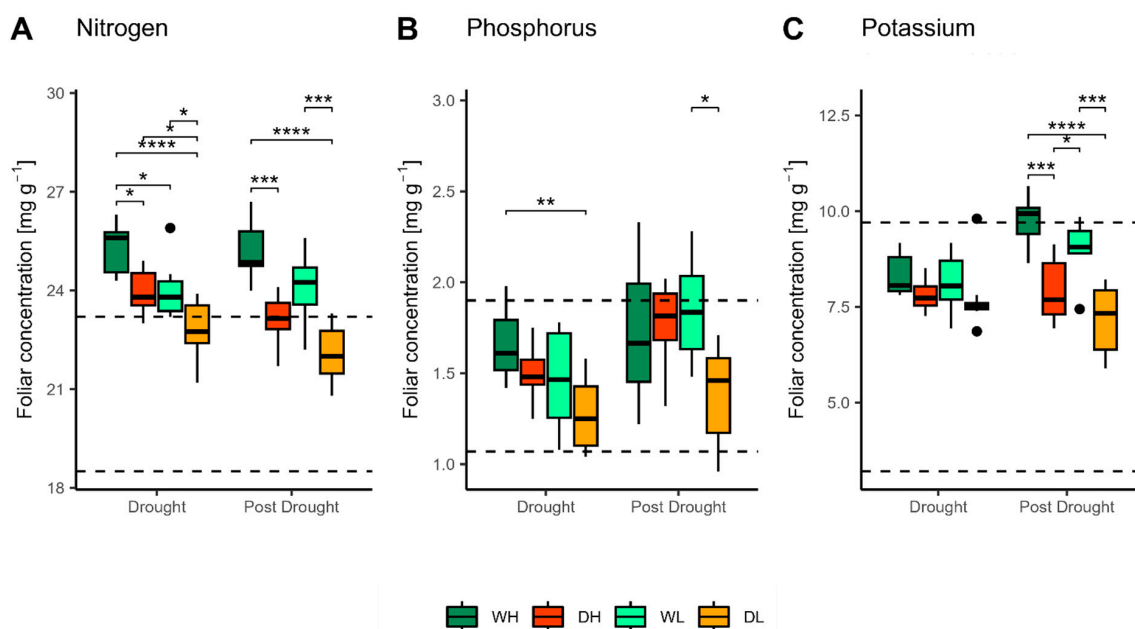 A Nitrogen
B Phosphorus
C Potassium
Foliar concentration [mg g⁻¹]
30
27
24
21
18
* * **** * * *** **** ***
Drought
Post Drought
Foliar concentration [mg g⁻¹]
3.0
2.5
2.0
1.5
1.0
** *
Drought
Post Drought
Foliar concentration [mg g⁻¹]
12.5
10.0
7.5
5.0
*** **** * ***
Drought
Post Drought
WH DH WL DL